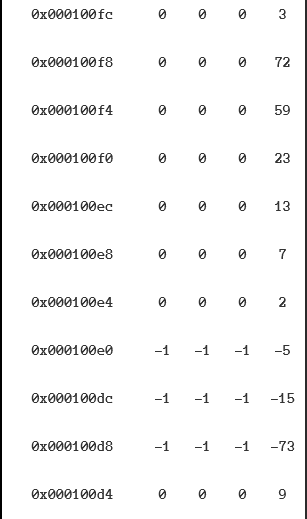 0x000100fc 0 0 0 3
0x000100f8 0 0 0 72
0x000100f4 0 0 0 59
0x000100f0 0 0 0 23
0x000100ec 0 0 0 13
0x000100e8 0 0 0 7
0x000100e4 0 0 0 2
0x000100e0 -1 -1 -1 -5
0x000100dc -1 -1 -1 -15
0x000100d8 -1 -1 -1 -73
0x000100d4 0 0 0 9